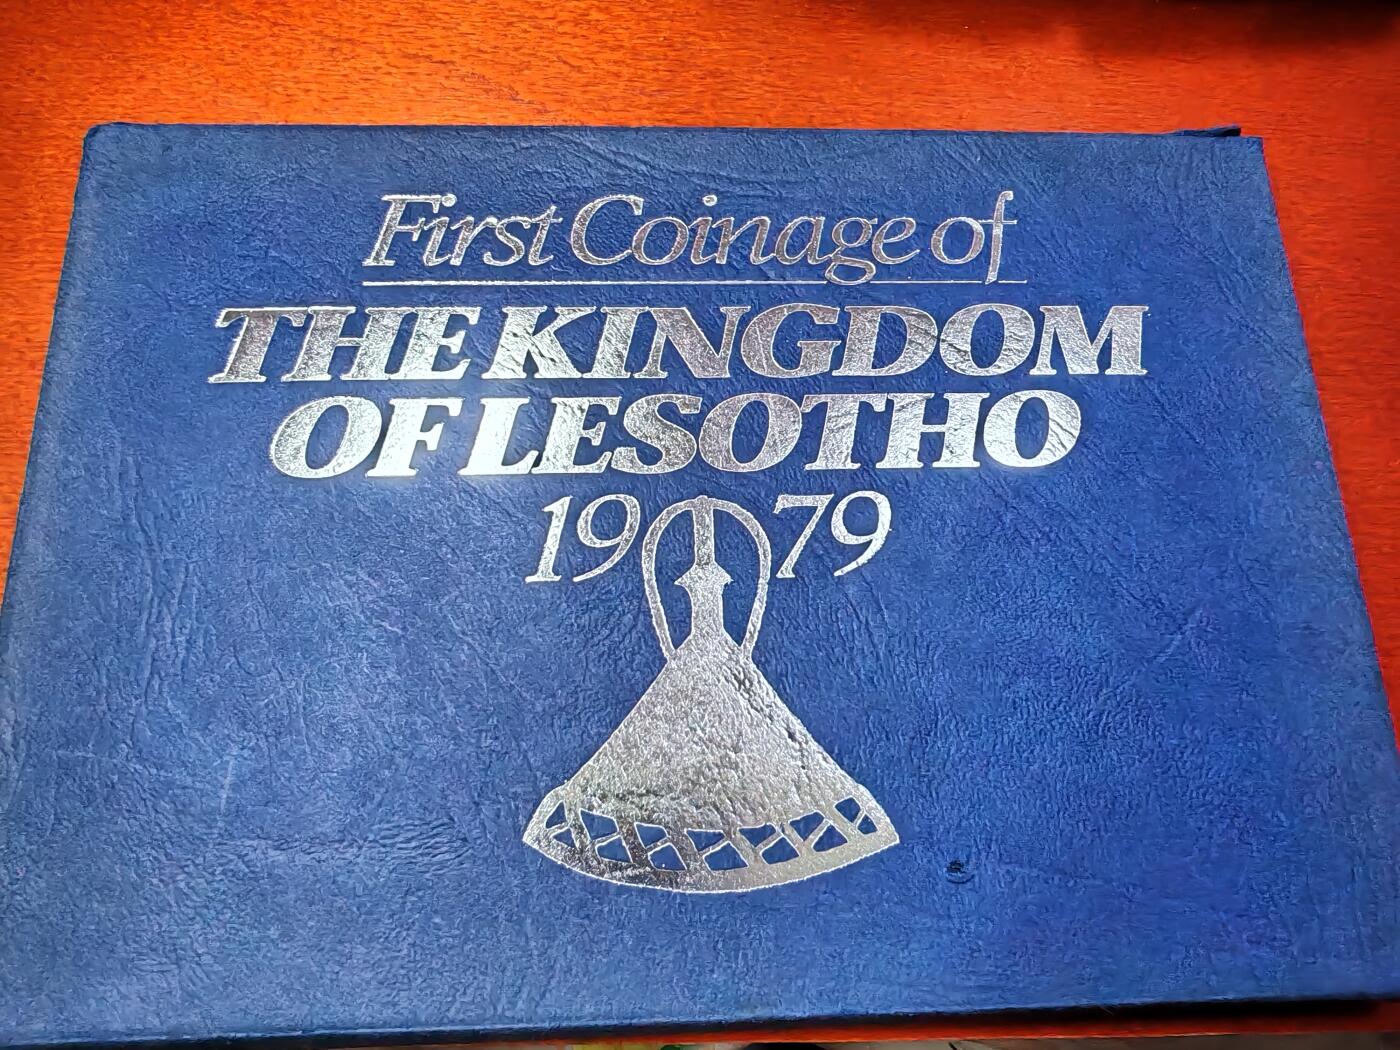 First Coinage of
THE KINGDOM
OF LESOTHO
1979